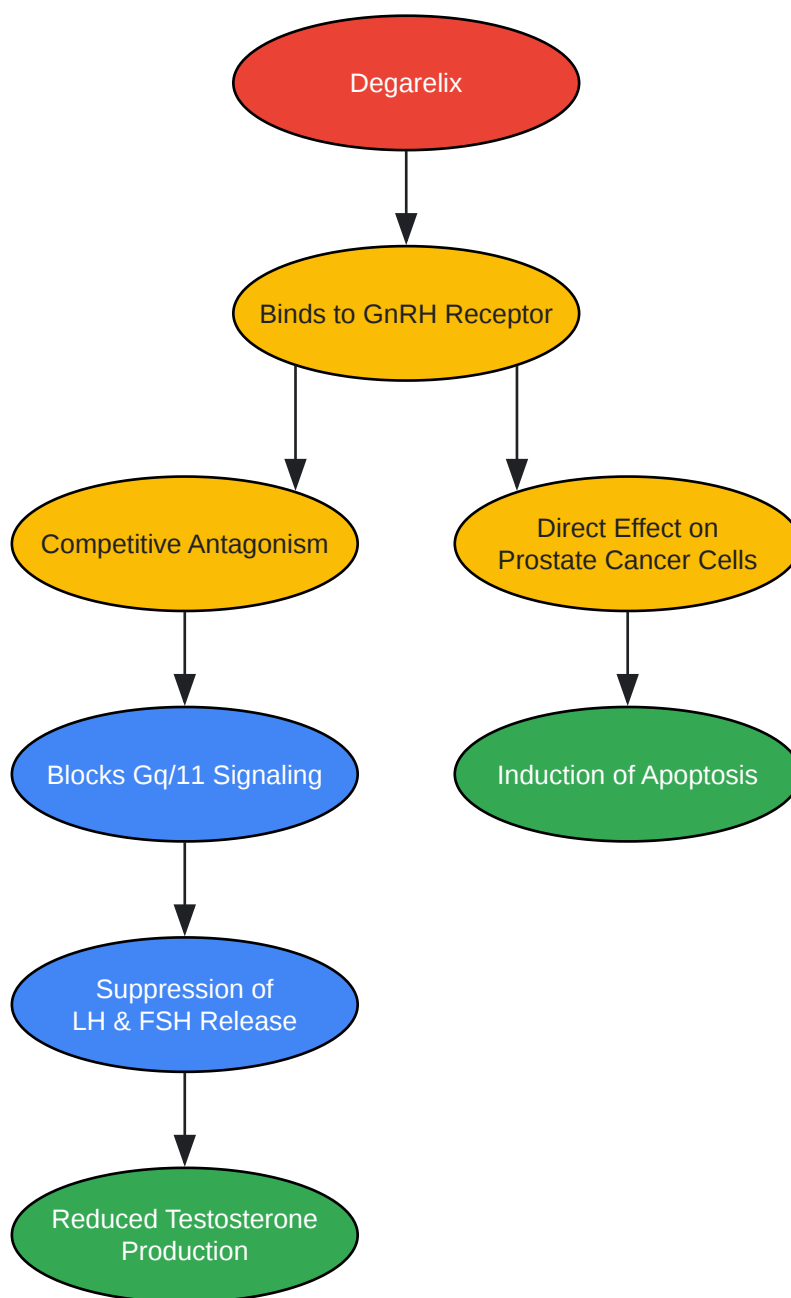 Degarelix
Binds to GnRH Receptor
Competitive Antagonism
Direct Effect on
Prostate Cancer Cells
Blocks Gq/11 Signaling
Induction of Apoptosis
Suppression of
LH & FSH Release
Reduced Testosterone
Production